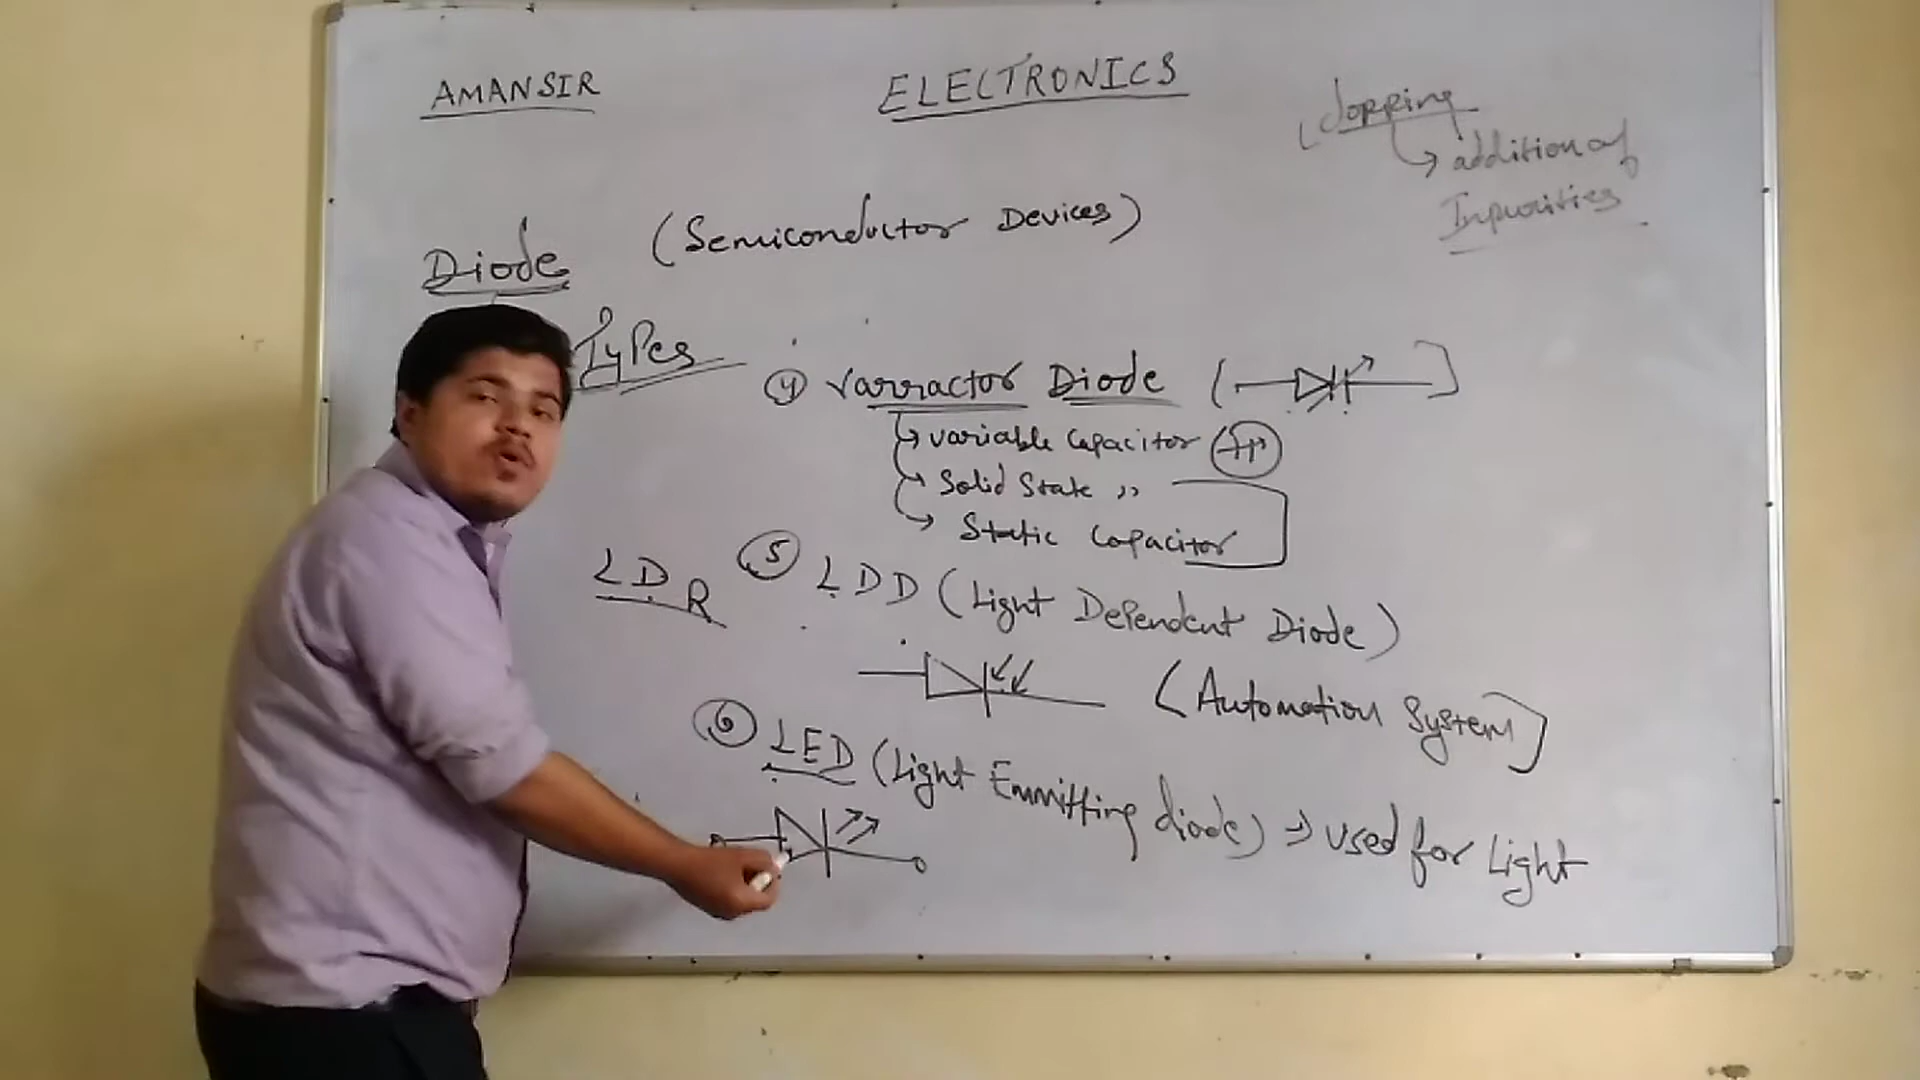 AMANSIR
ELECTRONICS
dopping
→ addition of
Inpurities
Diode (Semiconductor Devices)
Types
4 Varractor Diode
→ variable Capacitor
→ Solid State ,,
→ Static Capacitor
LDR
5 LDD (Light Dependent Diode)
(Automation System]
6 LED (Light Emmitting diode) → used for Light